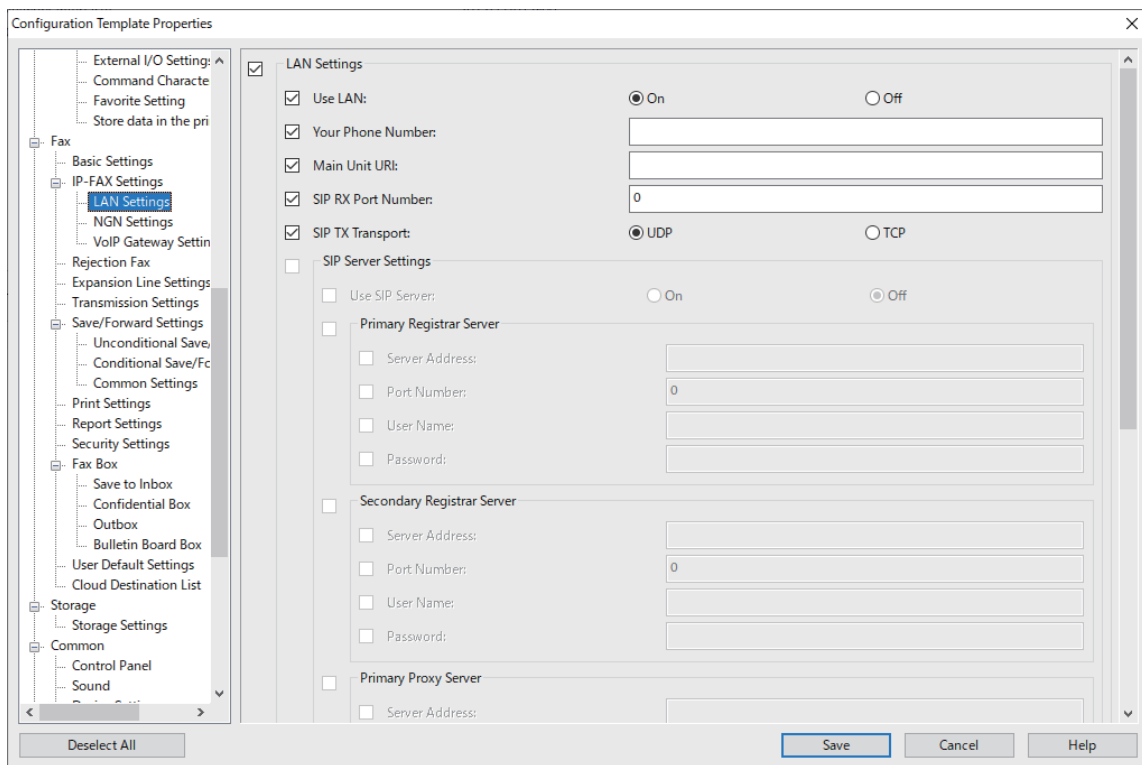 Configuration Template Properties
External I/O Setting
Command Characte
Favorite Setting
Store data in the pri
Fax
Basic Settings
IP-FAX Settings
LAN Settings
NGN Settings
VoIP Gateway Settin
Rejection Fax
Expansion Line Settings
Transmission Settings
Save/Forward Settings
Unconditional Save/
Conditional Save/Fo
Common Settings
Print Settings
Report Settings
Security Settings
Fax Box
Save to Inbox
Confidential Box
Outbox
Bulletin Board Box
User Default Settings
Cloud Destination List
Storage
Storage Settings
Common
Control Panel
Sound
LAN Settings
Use LAN: On Off
Your Phone Number:
Main Unit URI:
SIP RX Port Number: 0
SIP TX Transport: UDP TCP
SIP Server Settings
Use SIP Server: On Off
Primary Registrar Server
Server Address:
Port Number: 0
User Name:
Password:
Secondary Registrar Server
Server Address:
Port Number: 0
User Name:
Password:
Primary Proxy Server
Server Address:
Deselect All Save Cancel Help